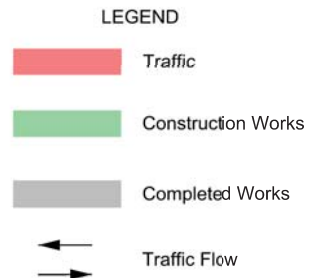 LEGEND
Traffic
Construction Works
Completed Works
Traffic Flow